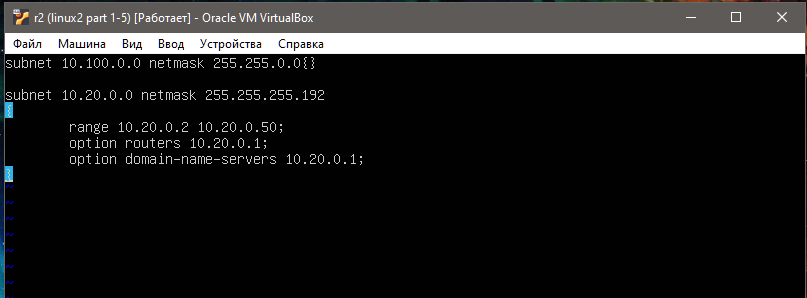 r2 (linux2 part 1-5) [Работает] - Oracle VM VirtualBox
Файл Машина Вид Ввод Устройства Справка
subnet 10.100.0.0 netmask 255.255.0.0{}
subnet 10.20.0.0 netmask 255.255.255.192
{
range 10.20.0.2 10.20.0.50;
option routers 10.20.0.1;
option domain-name-servers 10.20.0.1;
}
~
~
~
~
~
~
~